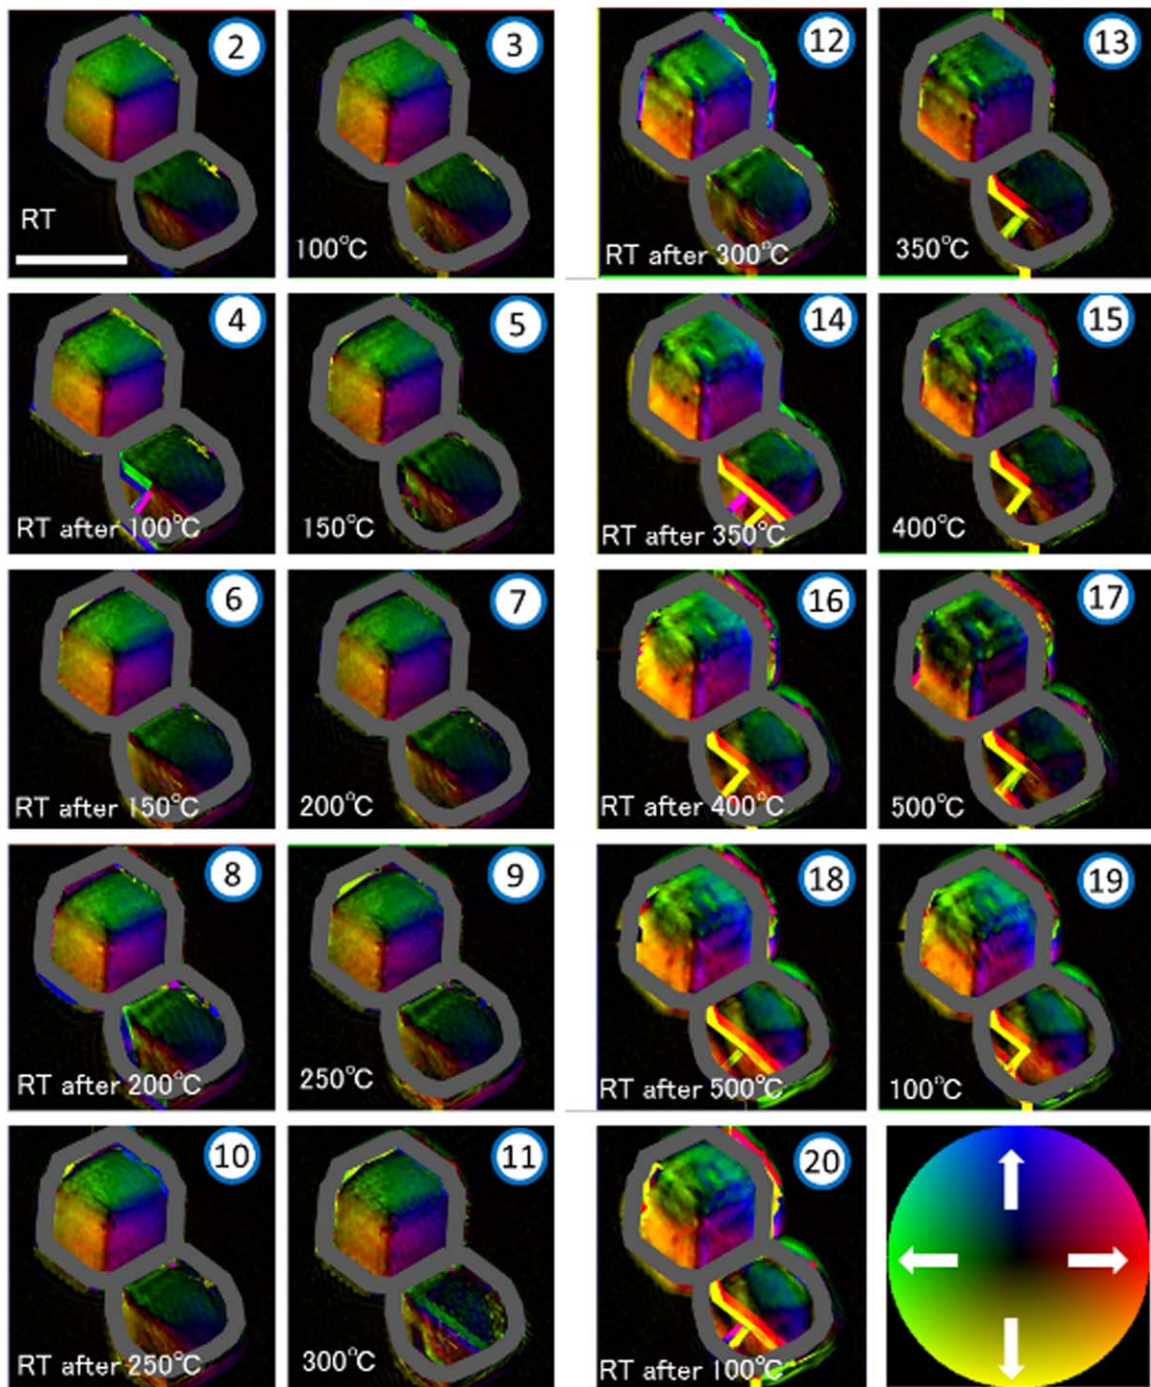 2
RT
3
100°C
12
RT after 300°C
13
350°C
4
RT after 100°C
5
150°C
14
RT after 350°C
15
400°C
6
RT after 150°C
7
200°C
16
RT after 400°C
17
500°C
8
RT after 200°C
9
250°C
18
RT after 500°C
19
100°C
10
RT after 250°C
11
300°C
20
RT after 100°C